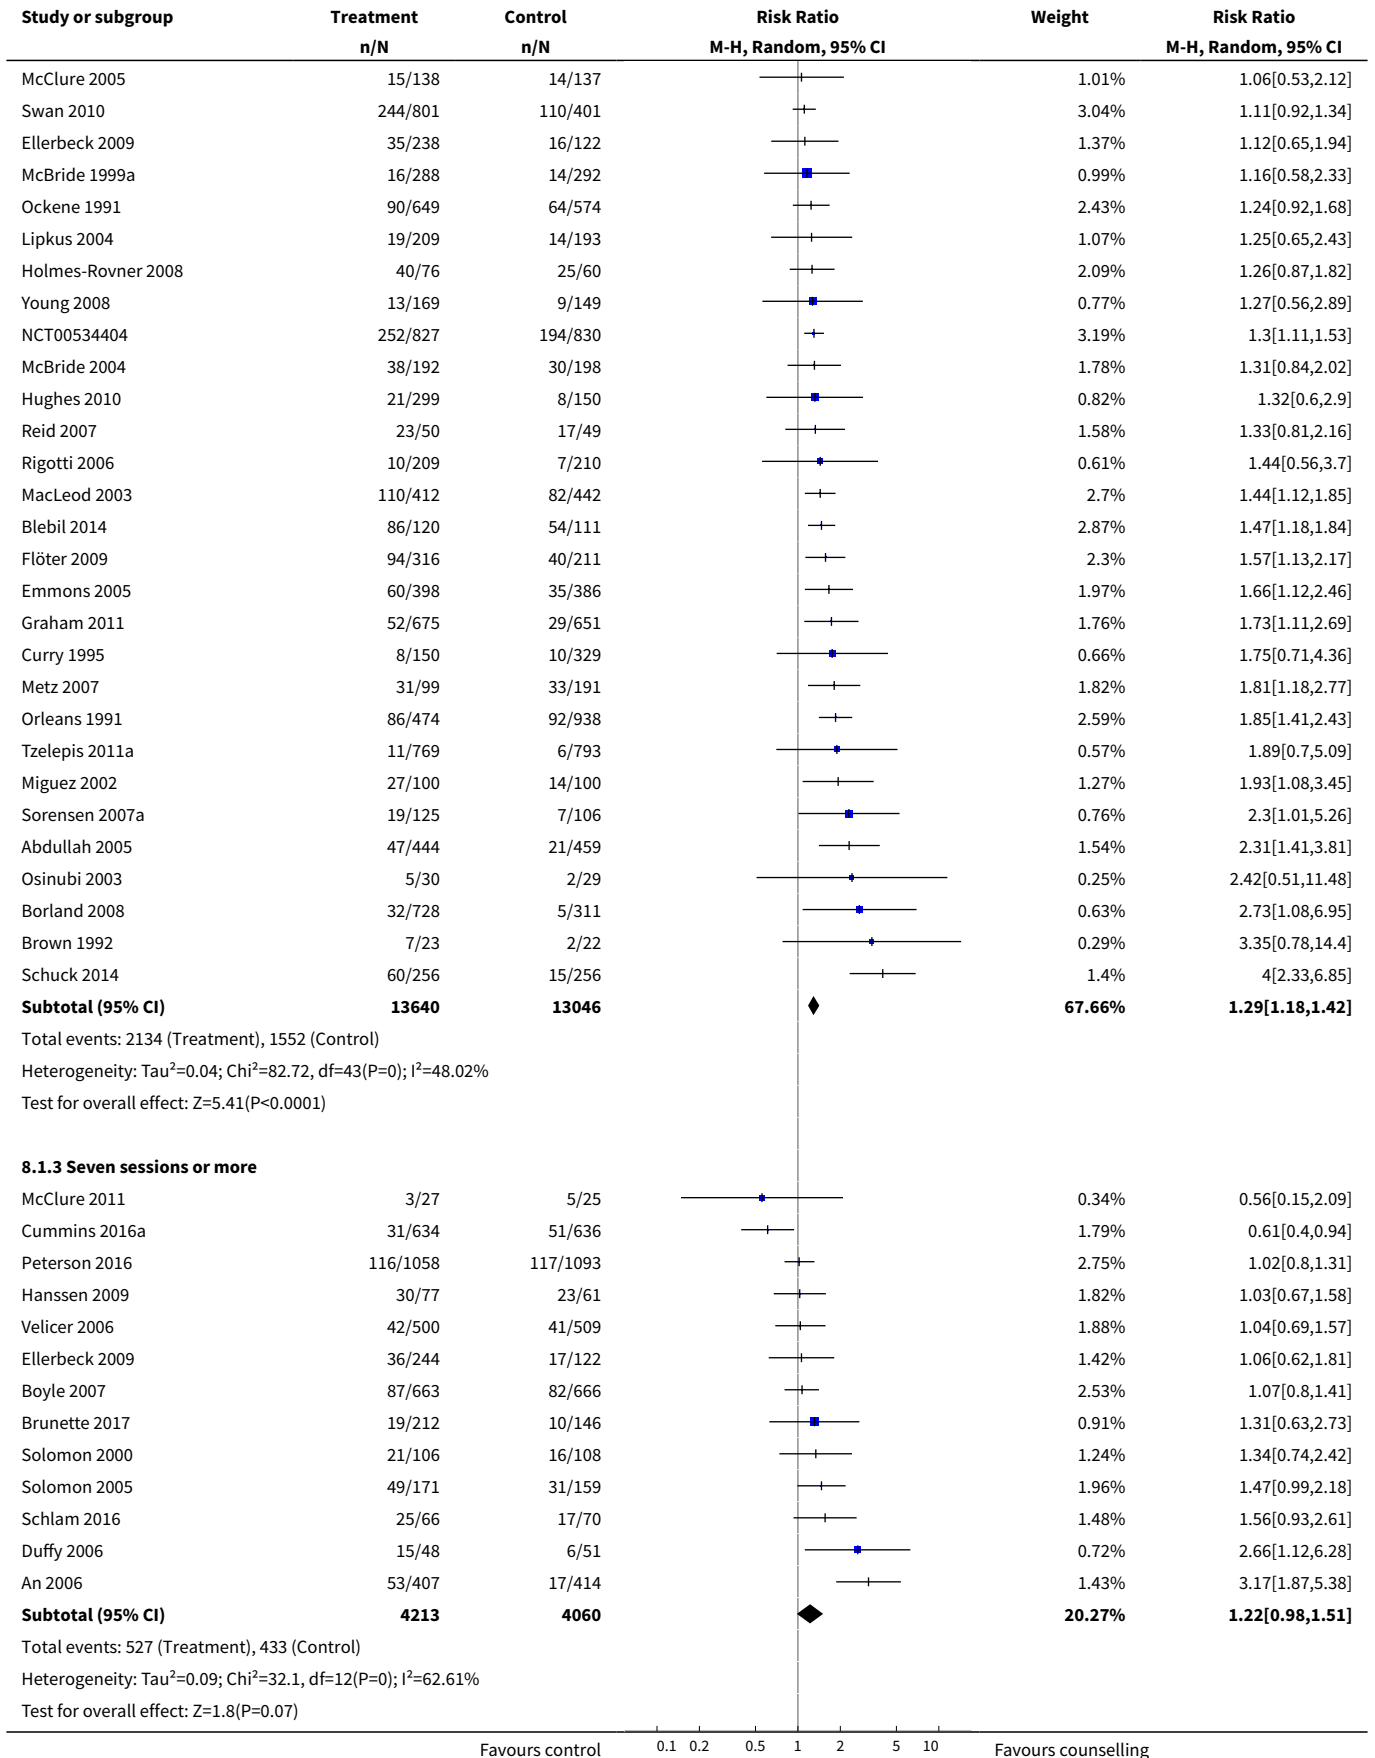 Study or subgroup Treatment Control Risk Ratio Weight Risk Ratio
n/N n/N M-H, Random, 95% CI M-H, Random, 95% CI
McClure 2005 15/138 14/137 1.01% 1.06[0.53,2.12]
Swan 2010 244/801 110/401 3.04% 1.11[0.92,1.34]
Ellerbeck 2009 35/238 16/122 1.37% 1.12[0.65,1.94]
McBride 1999a 16/288 14/292 0.99% 1.16[0.58,2.33]
Ockene 1991 90/649 64/574 2.43% 1.24[0.92,1.68]
Lipkus 2004 19/209 14/193 1.07% 1.25[0.65,2.43]
Holmes-Rovner 2008 40/76 25/60 2.09% 1.26[0.87,1.82]
Young 2008 13/169 9/149 0.77% 1.27[0.56,2.89]
NCT00534404 252/827 194/830 3.19% 1.3[1.11,1.53]
McBride 2004 38/192 30/198 1.78% 1.31[0.84,2.02]
Hughes 2010 21/299 8/150 0.82% 1.32[0.6,2.9]
Reid 2007 23/50 17/49 1.58% 1.33[0.81,2.16]
Rigotti 2006 10/209 7/210 0.61% 1.44[0.56,3.7]
MacLeod 2003 110/412 82/442 2.7% 1.44[1.12,1.85]
Blebil 2014 86/120 54/111 2.87% 1.47[1.18,1.84]
Flöter 2009 94/316 40/211 2.3% 1.57[1.13,2.17]
Emmons 2005 60/398 35/386 1.97% 1.66[1.12,2.46]
Graham 2011 52/675 29/651 1.76% 1.73[1.11,2.69]
Curry 1995 8/150 10/329 0.66% 1.75[0.71,4.36]
Metz 2007 31/99 33/191 1.82% 1.81[1.18,2.77]
Orleans 1991 86/474 92/938 2.59% 1.85[1.41,2.43]
Tzelepis 2011a 11/769 6/793 0.57% 1.89[0.7,5.09]
Miguez 2002 27/100 14/100 1.27% 1.93[1.08,3.45]
Sorensen 2007a 19/125 7/106 0.76% 2.3[1.01,5.26]
Abdullah 2005 47/444 21/459 1.54% 2.31[1.41,3.81]
Osinubi 2003 5/30 2/29 0.25% 2.42[0.51,11.48]
Borland 2008 32/728 5/311 0.63% 2.73[1.08,6.95]
Brown 1992 7/23 2/22 0.29% 3.35[0.78,14.4]
Schuck 2014 60/256 15/256 1.4% 4[2.33,6.85]
Subtotal (95% CI) 13640 13046 67.66% 1.29[1.18,1.42]
Total events: 2134 (Treatment), 1552 (Control)
Heterogeneity: Tau²=0.04; Chi²=82.72, df=43(P=0); I²=48.02%
Test for overall effect: Z=5.41(P<0.0001)
8.1.3 Seven sessions or more
McClure 2011 3/27 5/25 0.34% 0.56[0.15,2.09]
Cummins 2016a 31/634 51/636 1.79% 0.61[0.4,0.94]
Peterson 2016 116/1058 117/1093 2.75% 1.02[0.8,1.31]
Hanssen 2009 30/77 23/61 1.82% 1.03[0.67,1.58]
Velicer 2006 42/500 41/509 1.88% 1.04[0.69,1.57]
Ellerbeck 2009 36/244 17/122 1.42% 1.06[0.62,1.81]
Boyle 2007 87/663 82/666 2.53% 1.07[0.8,1.41]
Brunette 2017 19/212 10/146 0.91% 1.31[0.63,2.73]
Solomon 2000 21/106 16/108 1.24% 1.34[0.74,2.42]
Solomon 2005 49/171 31/159 1.96% 1.47[0.99,2.18]
Schlam 2016 25/66 17/70 1.48% 1.56[0.93,2.61]
Duffy 2006 15/48 6/51 0.72% 2.66[1.12,6.28]
An 2006 53/407 17/414 1.43% 3.17[1.87,5.38]
Subtotal (95% CI) 4213 4060 20.27% 1.22[0.98,1.51]
Total events: 527 (Treatment), 433 (Control)
Heterogeneity: Tau²=0.09; Chi²=32.1, df=12(P=0); I²=62.61%
Test for overall effect: Z=1.8(P=0.07)
Favours control 0.1 0.2 0.5 1 2 5 10 Favours counselling